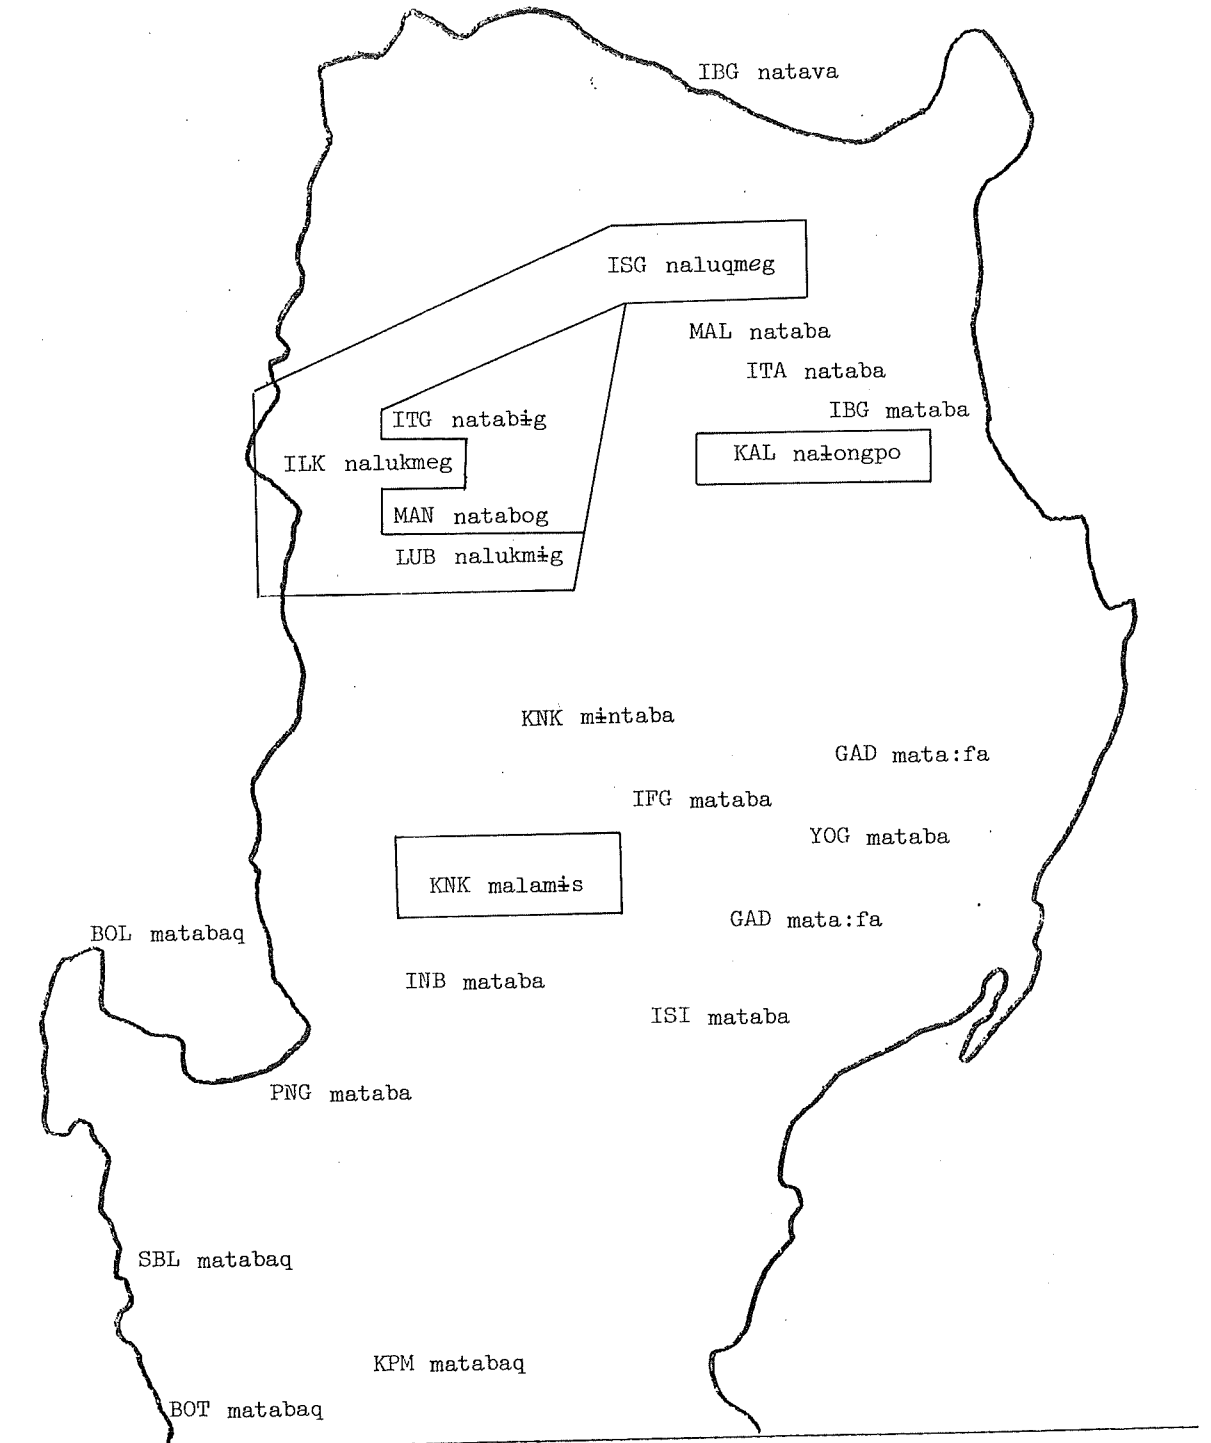 IBG natava
ISG naluqmeg
MAL nataba
ITA nataba
IBG mataba
ITG natabɨg
KAL nałongpo
ILK nalukmeg
MAN natabog
LUB nalukmɨg
KNK mɨntaba
GAD mata:fa
IFG mataba
YOG mataba
KNK malamɨs
GAD mata:fa
BOL matabaq
INB mataba
ISI mataba
PNG mataba
SBL matabaq
KPM matabaq
BOT matabaq